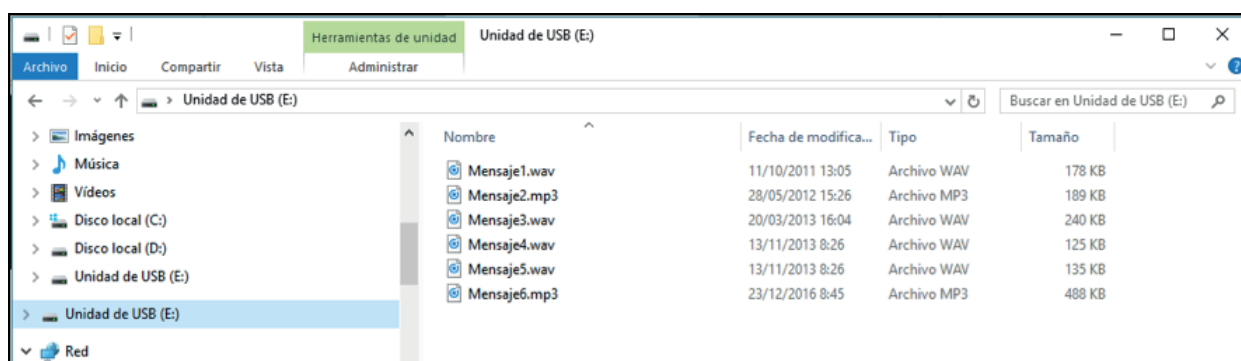 Herramientas de unidad Unidad de USB (E:)
Archivo Inicio Compartir Vista Administrar
Unidad de USB (E:) Buscar en Unidad de USB (E:)
Imágenes
Música
Vídeos
Disco local (C:)
Disco local (D:)
Unidad de USB (E:)
Unidad de USB (E:)
Red
Nombre Fecha de modifica... Tipo Tamaño
Mensaje1.wav 11/10/2011 13:05 Archivo WAV 178 KB
Mensaje2.mp3 28/05/2012 15:26 Archivo MP3 189 KB
Mensaje3.wav 20/03/2013 16:04 Archivo WAV 240 KB
Mensaje4.wav 13/11/2013 8:26 Archivo WAV 125 KB
Mensaje5.wav 13/11/2013 8:26 Archivo WAV 135 KB
Mensaje6.mp3 23/12/2016 8:45 Archivo MP3 488 KB